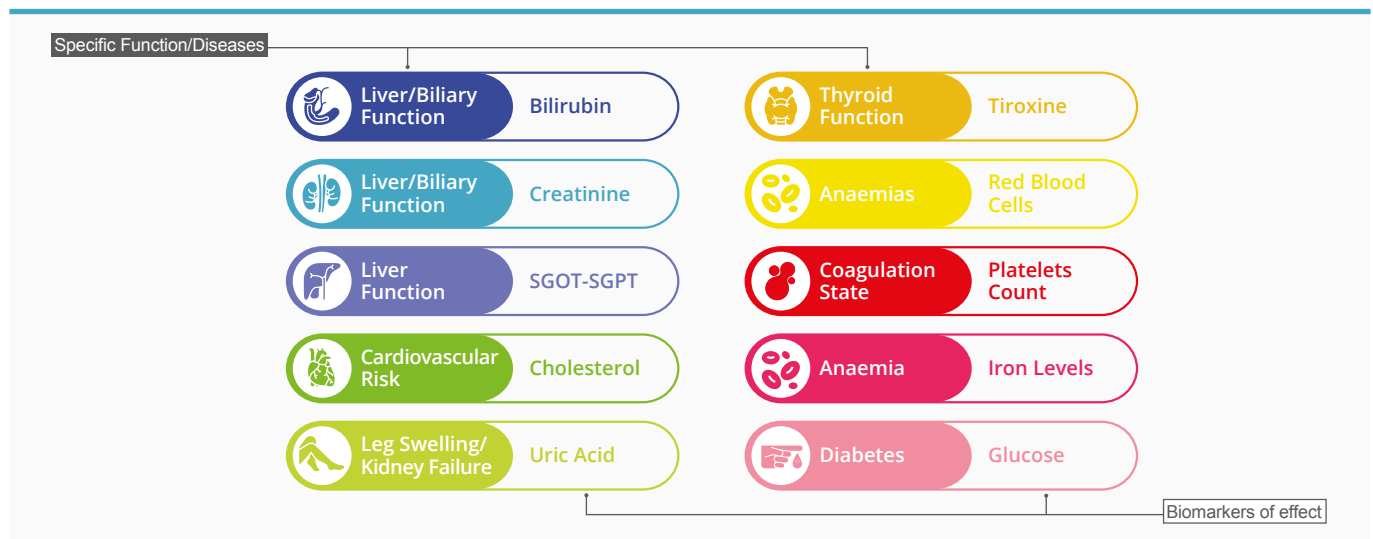 Specific Function/Diseases
Liver/Biliary
Function
Bilirubin
Liver/Biliary
Function
Creatinine
Liver
Function
SGOT-SGPT
Cardiovascular
Risk
Cholesterol
Leg Swelling/
Kidney Failure
Uric Acid
Thyroid
Function
Tiroxine
Anaemias
Red Blood
Cells
Coagulation
State
Platelets
Count
Anaemia
Iron Levels
Diabetes
Glucose
Biomarkers of effect